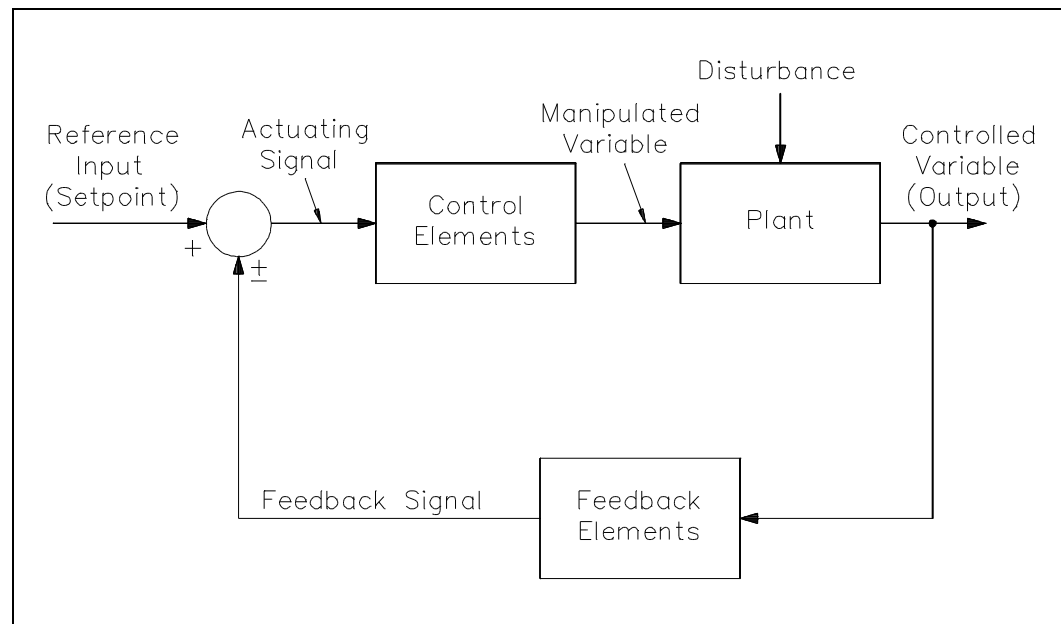 Disturbance
Reference
Input
(Setpoint)
Actuating
Signal
Manipulated
Variable
Controlled
Variable
(Output)
Control
Elements
Plant
+
±
Feedback Signal
Feedback
Elements